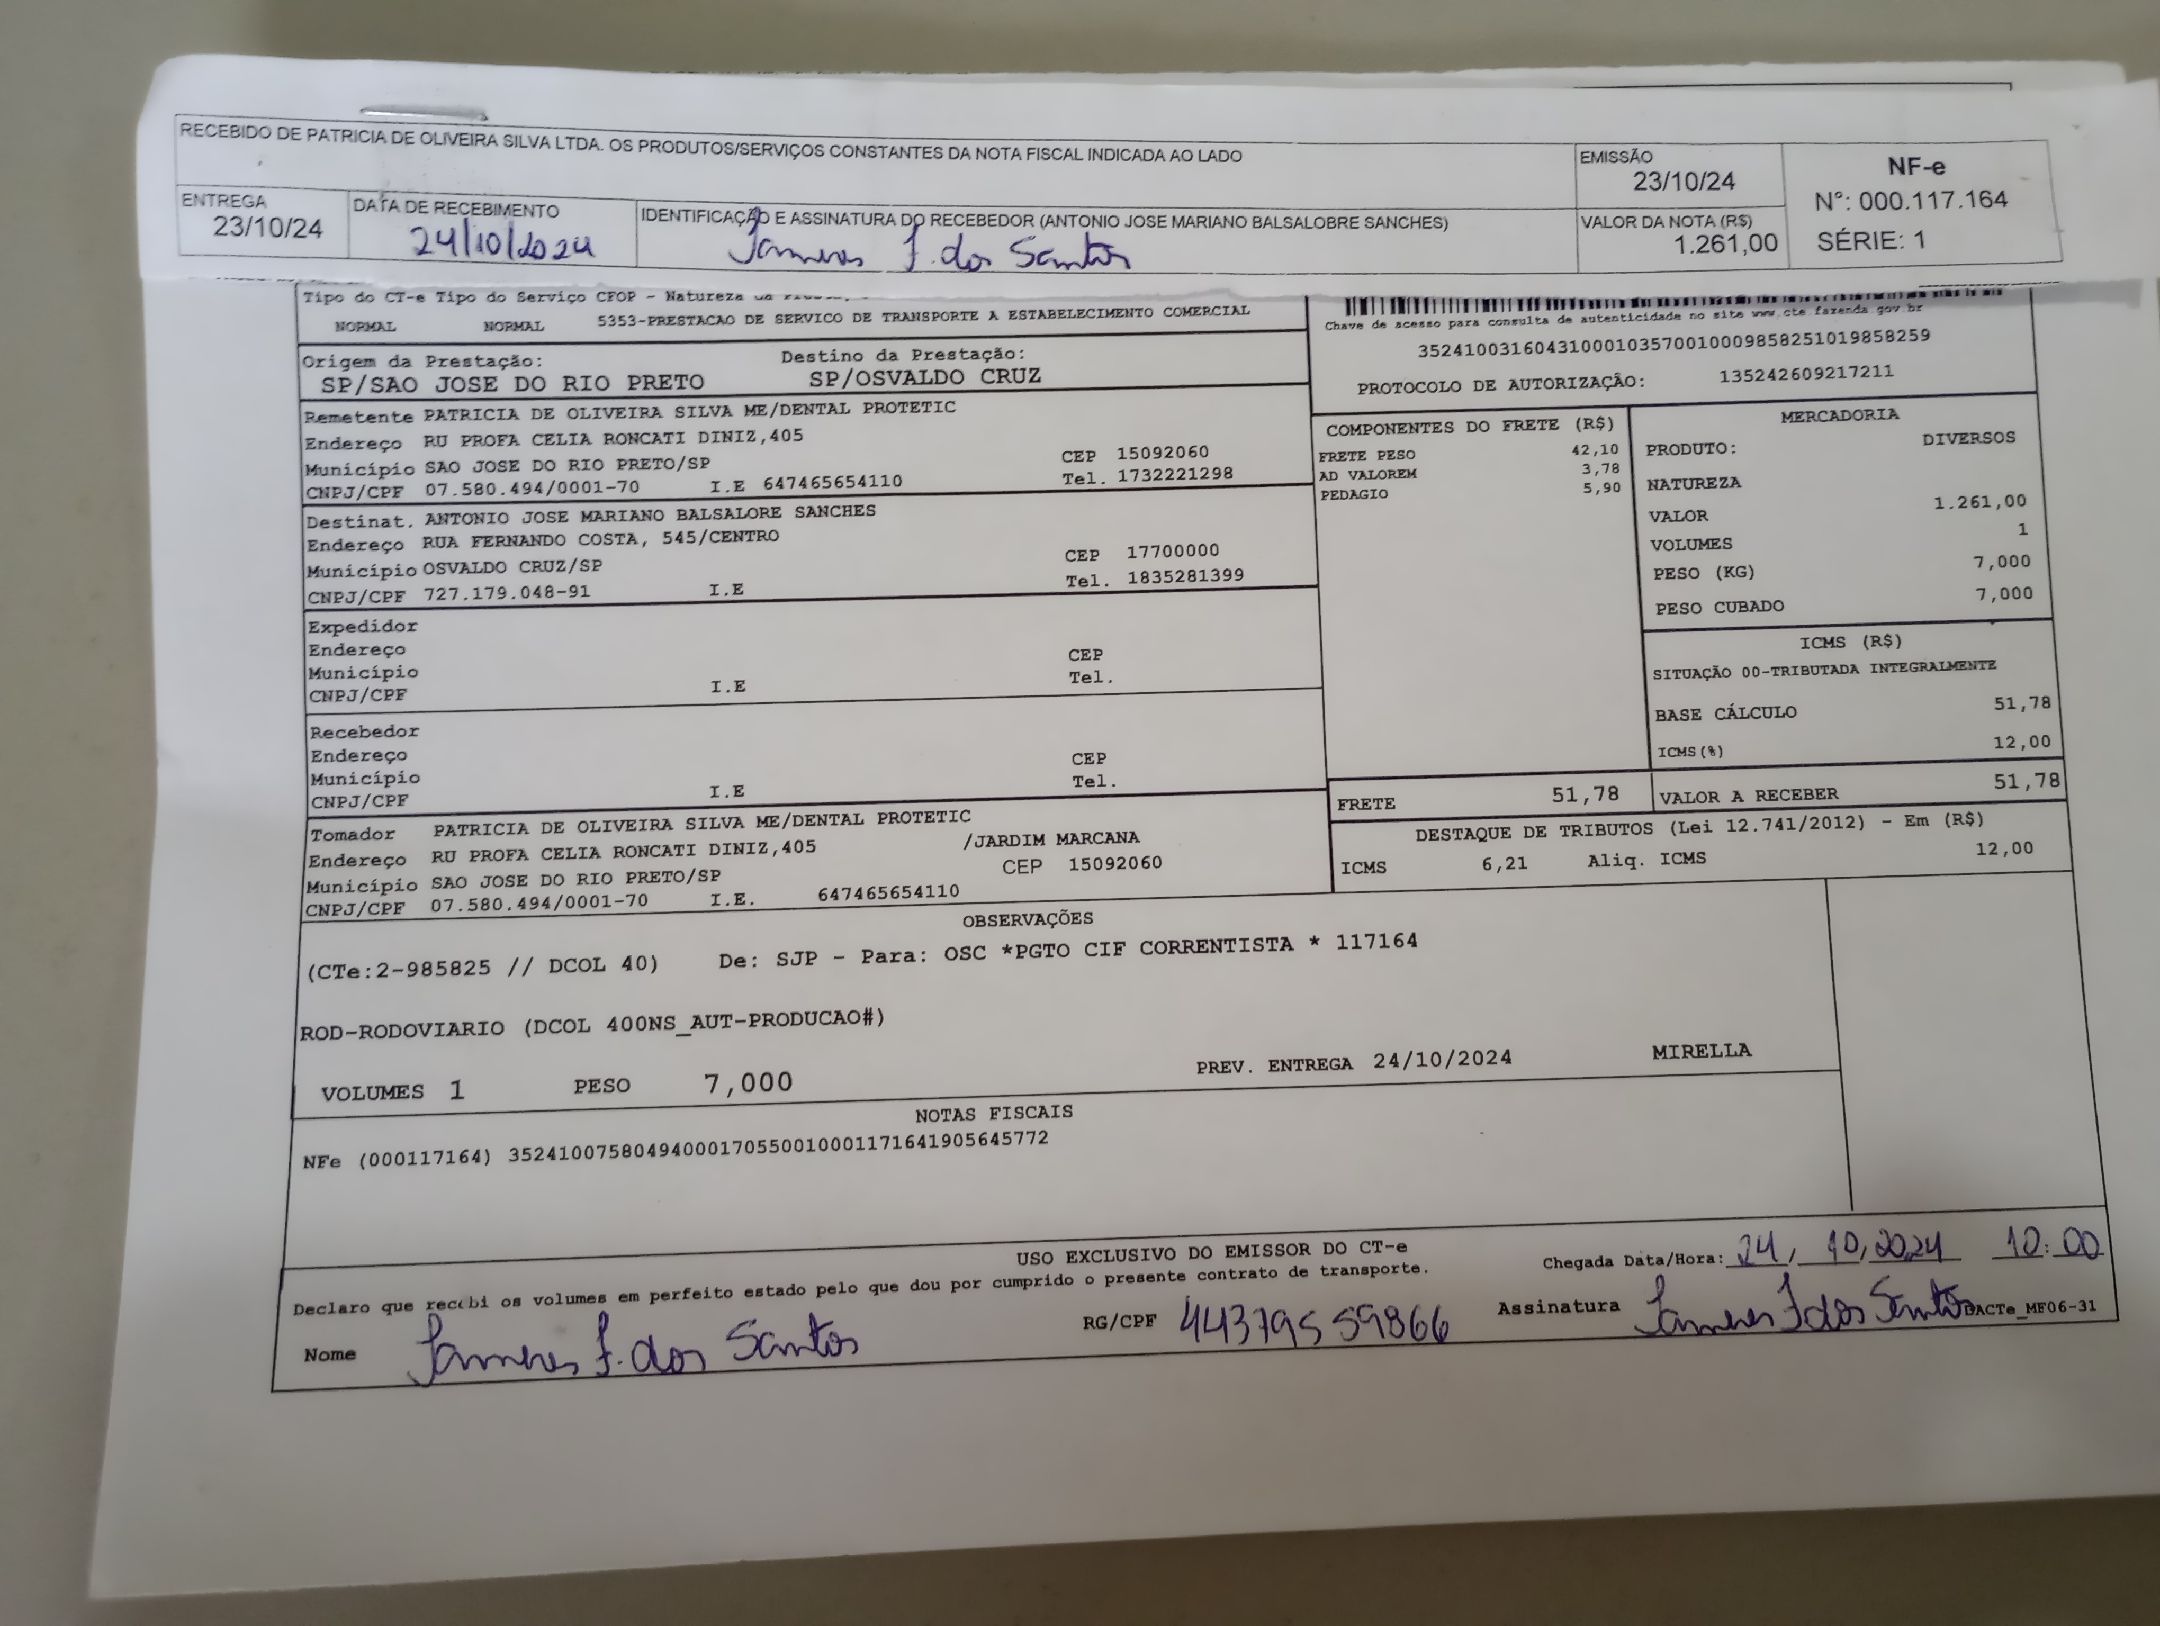 RECEBIDO DE PATRICIA DE OLIVEIRA SILVA LTDA. OS PRODUTOS/SERVIÇOS CONSTANTES DA NOTA FISCAL INDICADA AO LADO
EMISSÃO
23/10/24
NF-e
Nº: 000.117.164
SÉRIE: 1
ENTREGA
23/10/24
DATA DE RECEBIMENTO
24/10/2024
IDENTIFICAÇÃO E ASSINATURA DO RECEBEDOR (ANTONIO JOSE MARIANO BALSALOBRE SANCHES)
J. dos Santos
VALOR DA NOTA (R$)
1.261,00
Tipo do CT-e Tipo do Serviço CFOP - Natureza
NORMAL NORMAL 5353-PRESTACAO DE SERVICO DE TRANSPORTE A ESTABELECIMENTO COMERCIAL
Chave de acesso para consulta de autenticidade no site www.cte.fazenda.gov.br
35241003160431000103570010009858251019858259
PROTOCOLO DE AUTORIZAÇÃO: 135242609217211
Origem da Prestação: Destino da Prestação:
SP/SAO JOSE DO RIO PRETO SP/OSVALDO CRUZ
Remetente PATRICIA DE OLIVEIRA SILVA ME/DENTAL PROTETIC
Endereço RU PROFA CELIA RONCATI DINIZ,405
Município SAO JOSE DO RIO PRETO/SP CEP 15092060
CNPJ/CPF 07.580.494/0001-70 I.E 647465654110 Tel. 1732221298
Destinat. ANTONIO JOSE MARIANO BALSALORE SANCHES
Endereço RUA FERNANDO COSTA, 545/CENTRO
Município OSVALDO CRUZ/SP CEP 17700000
CNPJ/CPF 727.179.048-91 I.E Tel. 1835281399
Expedidor
Endereço
Município CEP
CNPJ/CPF I.E Tel.
Recebedor
Endereço
Município CEP
CNPJ/CPF I.E Tel.
Tomador PATRICIA DE OLIVEIRA SILVA ME/DENTAL PROTETIC
Endereço RU PROFA CELIA RONCATI DINIZ,405 /JARDIM MARCANA
Município SAO JOSE DO RIO PRETO/SP CEP 15092060
CNPJ/CPF 07.580.494/0001-70 I.E. 647465654110
COMPONENTES DO FRETE (R$)
FRETE PESO 42,10
AD VALOREM 3,78
PEDAGIO 5,90
MERCADORIA
PRODUTO: DIVERSOS
NATUREZA
VALOR 1.261,00
VOLUMES 1
PESO (KG) 7,000
PESO CUBADO 7,000
ICMS (R$)
SITUAÇÃO 00-TRIBUTADA INTEGRALMENTE
BASE CÁLCULO 51,78
ICMS(%) 12,00
FRETE 51,78 VALOR A RECEBER 51,78
DESTAQUE DE TRIBUTOS (Lei 12.741/2012) - Em (R$)
ICMS 6,21 Aliq. ICMS 12,00
OBSERVAÇÕES
(CTe:2-985825 // DCOL 40) De: SJP - Para: OSC *PGTO CIF CORRENTISTA * 117164
ROD-RODOVIARIO (DCOL 400NS_AUT-PRODUCAO#)
VOLUMES 1 PESO 7,000 PREV. ENTREGA 24/10/2024 MIRELLA
NOTAS FISCAIS
NFe (000117164) 35241007580494000170550010001171641905645772
USO EXCLUSIVO DO EMISSOR DO CT-e
Declaro que recebi os volumes em perfeito estado pelo que dou por cumprido o presente contrato de transporte.
Chegada Data/Hora: 24, 10, 2024 10:00
Nome J. dos Santos RG/CPF 44379559866 Assinatura J dos Santos DACTe_MF06-31